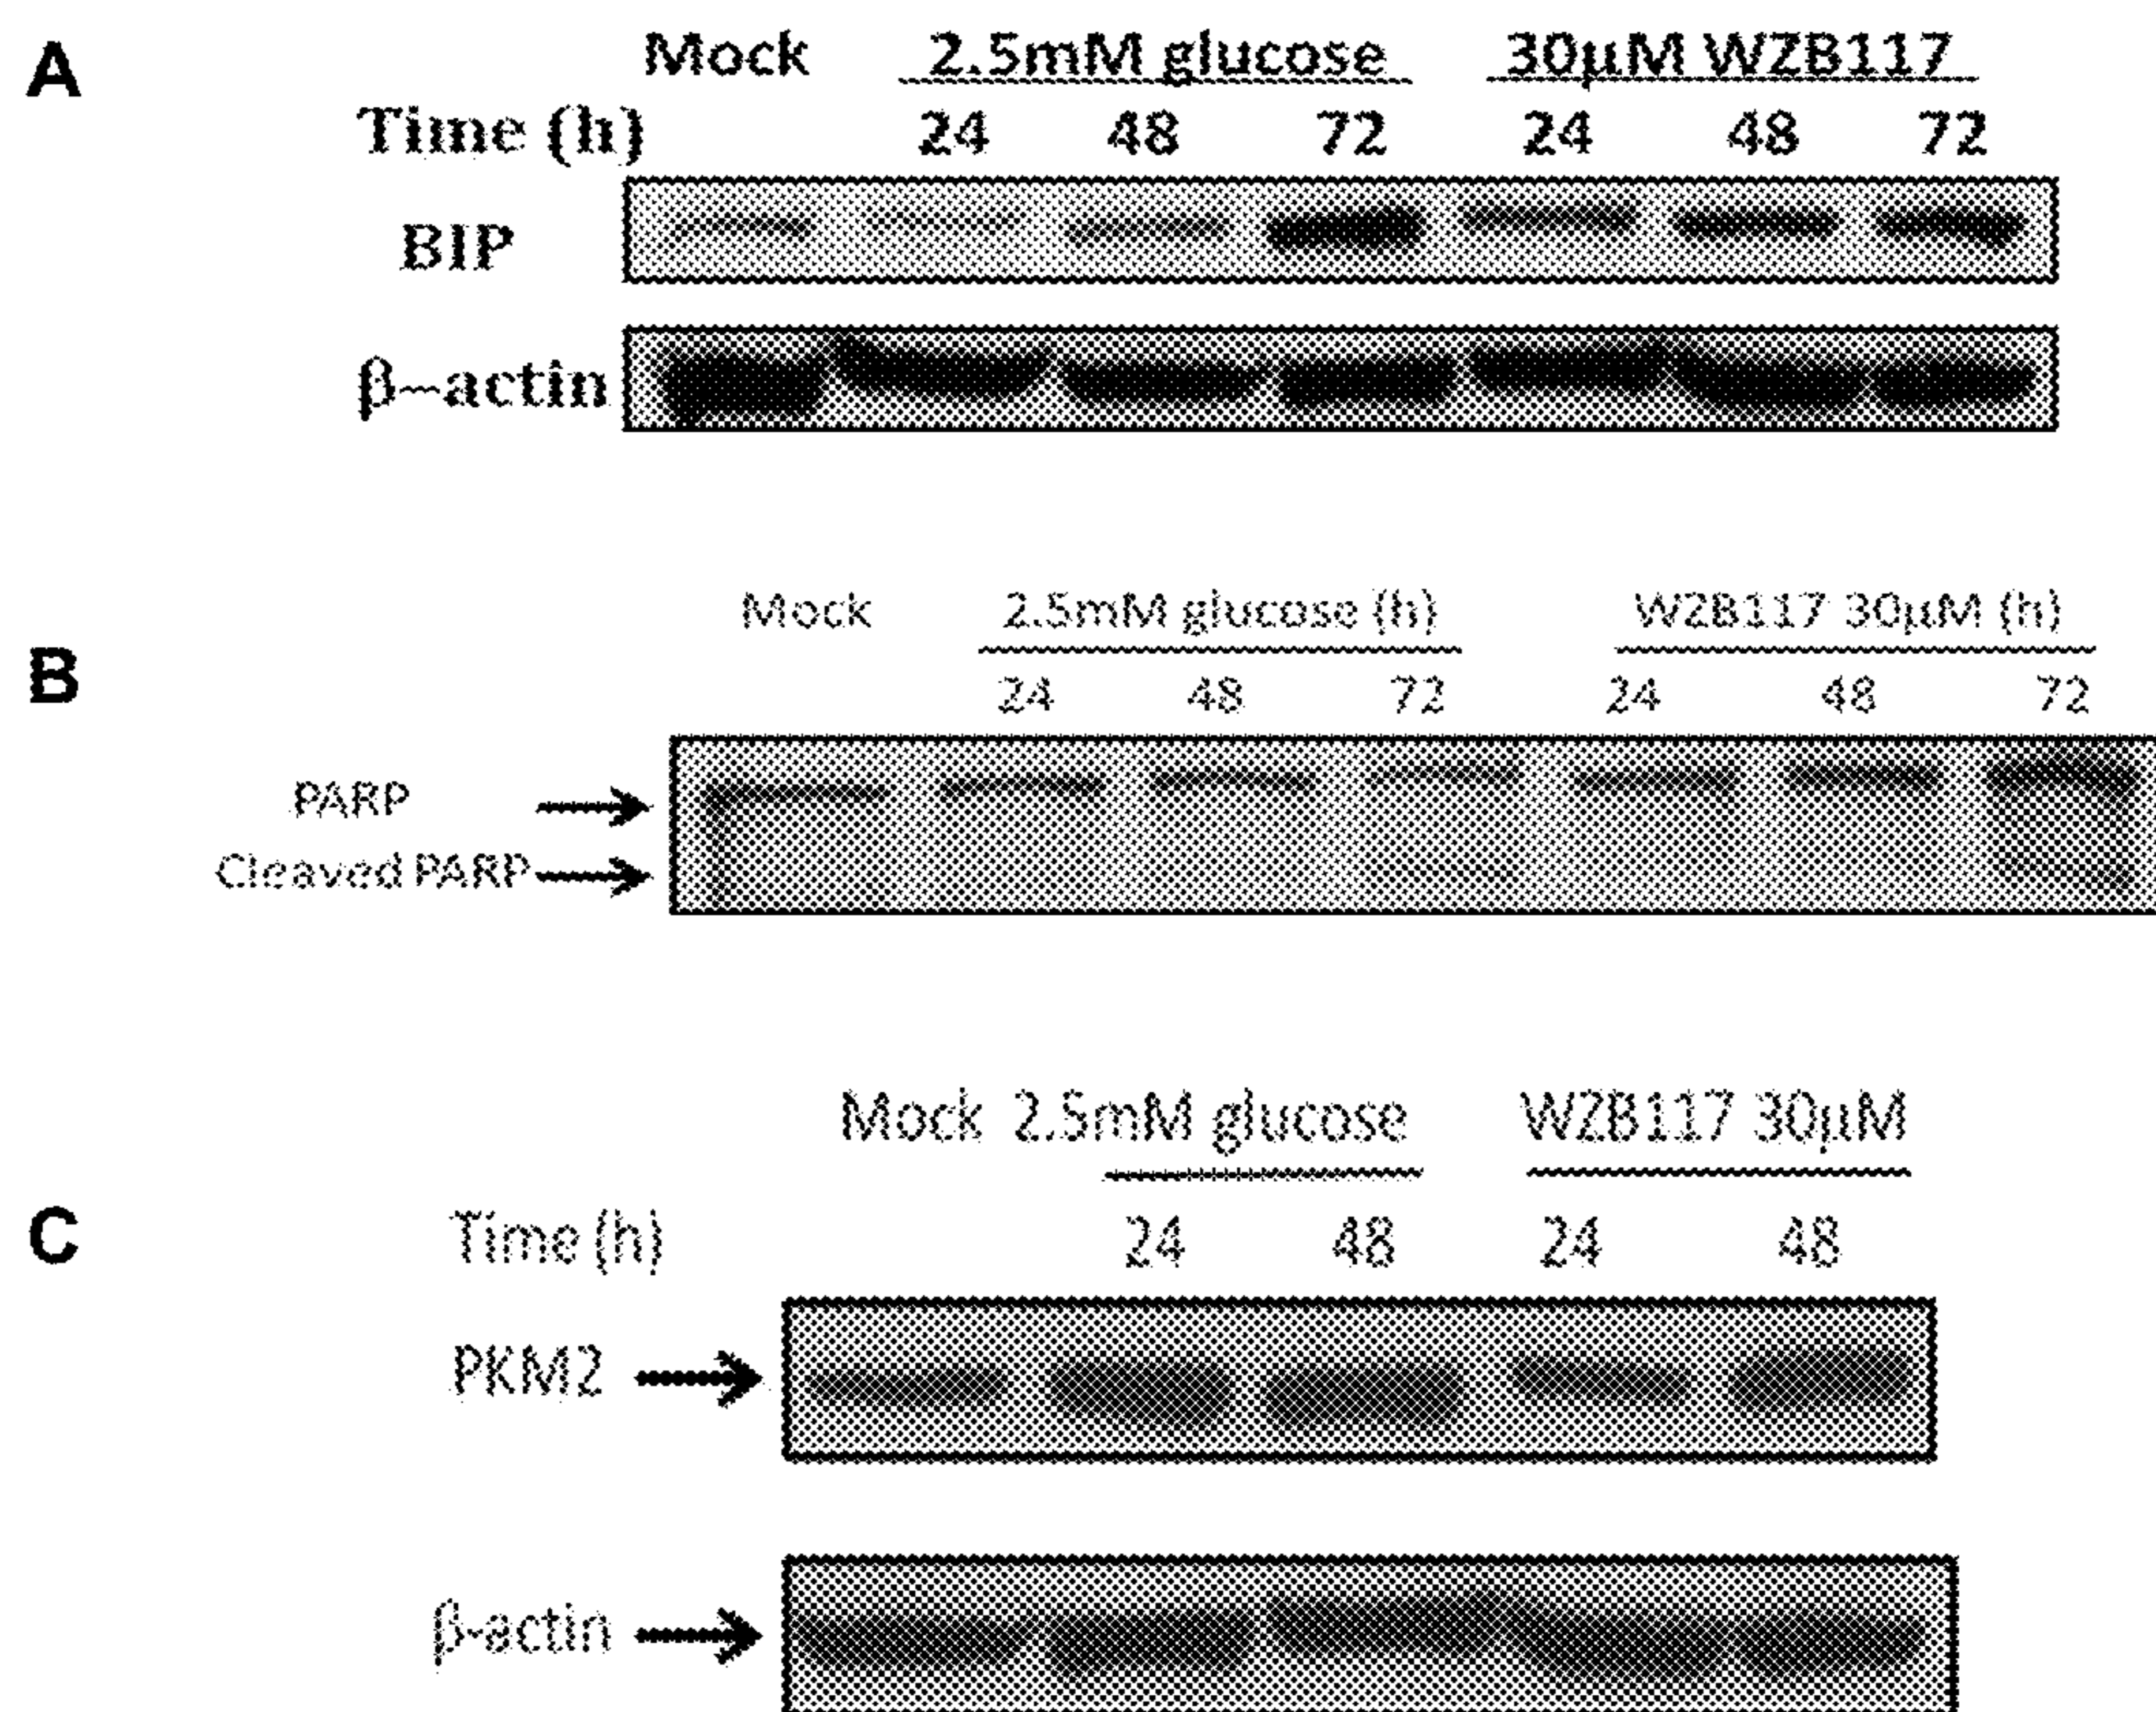 A
Mock 2.5mM glucose 30µM WZB117
Time (h) 24 48 72 24 48 72
BIP
β-actin
B
Mock 2.5mM glucose (h) WZB117 30µM (h)
24 48 72 24 48 72
PARP
Cleaved PARP
C
Mock 2.5mM glucose WZB117 30µM
Time (h) 24 48 24 48
PKM2
β-actin